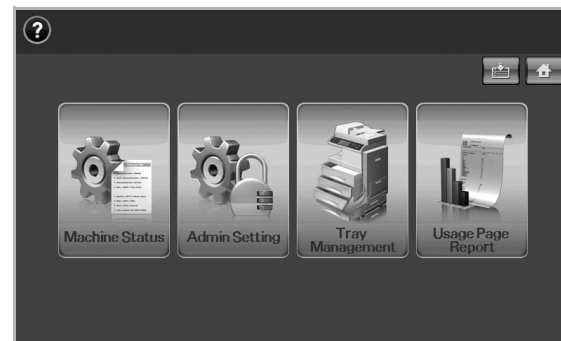 ?
Machine Status
Admin Setting
Tray
Management
Usage Page
Report